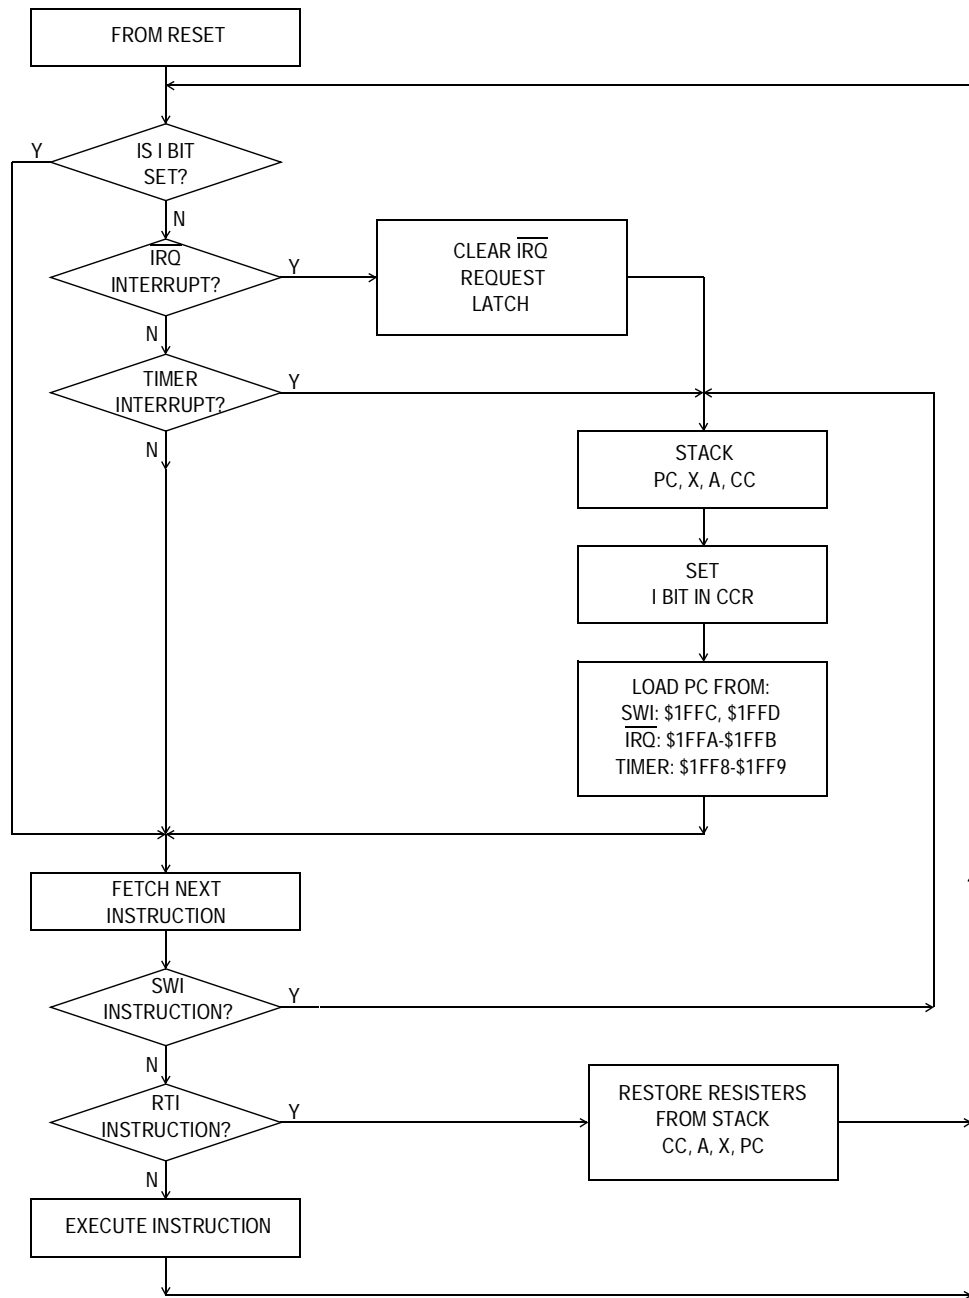 FROM RESET
Y
IS I BIT
SET?
N
IRQ
INTERRUPT?
Y
CLEAR IRQ
REQUEST
LATCH
N
TIMER
INTERRUPT?
Y
N
STACK
PC, X, A, CC
SET
I BIT IN CCR
LOAD PC FROM:
SWI: $1FFC, $1FFD
IRQ: $1FFA-$1FFB
TIMER: $1FF8-$1FF9
FETCH NEXT
INSTRUCTION
SWI
INSTRUCTION?
Y
N
RTI
INSTRUCTION?
Y
RESTORE RESISTERS
FROM STACK
CC, A, X, PC
N
EXECUTE INSTRUCTION